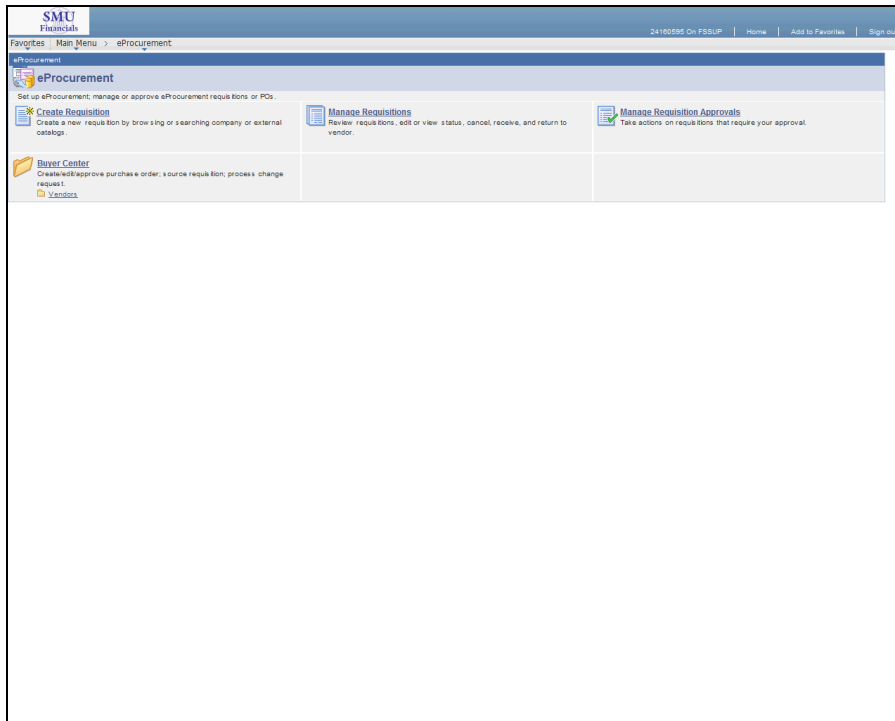 SMU
Financials
24160595 On FSSUP | Home | Add to Favorites | Sign ou
Favorites Main Menu > eProcurement
eProcurement
eProcurement
Set up eProcurement; manage or approve eProcurement requisitions or POs.
Create Requisition
Create a new requisition by browsing or searching company or external
catalogs.
Manage Requisitions
Review requisitions, edit or view status, cancel, receive, and return to
vendor.
Manage Requisition Approvals
Take actions on requisitions that require your approval.
Buyer Center
Create/edit/approve purchase order; source requisition; process change
request.
Vendors